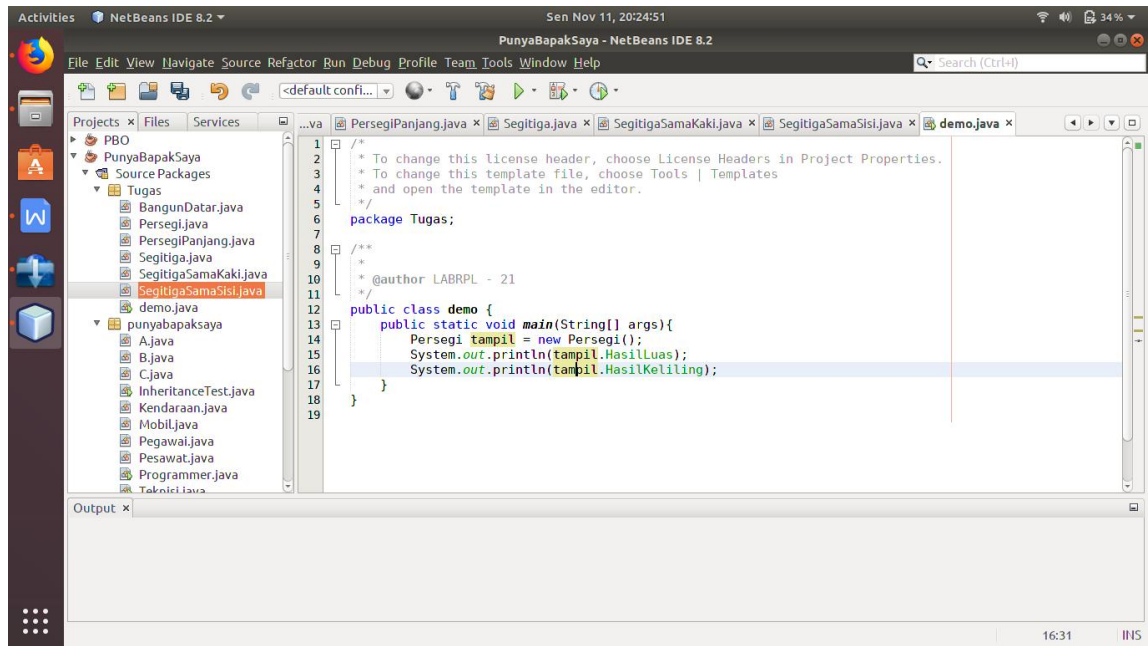 Activities NetBeans IDE 8.2 Sen Nov 11, 20:24:51 34 %
PunyaBapakSaya - NetBeans IDE 8.2
File Edit View Navigate Source Refactor Run Debug Profile Team Tools Window Help Search (Ctrl+I)
<default confi...
Projects Files Services
...va PersegiPanjang.java Segitiga.java SegitigaSamaKaki.java SegitigaSamaSisi.java demo.java
PBO
PunyaBapakSaya
Source Packages
Tugas
BangunDatar.java
Persegi.java
PersegiPanjang.java
Segitiga.java
SegitigaSamaKaki.java
SegitigaSamaSisi.java
demo.java
punyabapaksaya
A.java
B.java
C.java
InheritanceTest.java
Kendaraan.java
Mobil.java
Pegawai.java
Pesawat.java
Programmer.java
Teknisi.java
1 /*
2 * To change this license header, choose License Headers in Project Properties.
3 * To change this template file, choose Tools | Templates
4 * and open the template in the editor.
5 */
6 package Tugas;
7
8 /**
9 *
10 * @author LABRPL - 21
11 */
12 public class demo {
13 public static void main(String[] args){
14 Persegi tampil = new Persegi();
15 System.out.println(tampil.HasilLuas);
16 System.out.println(tampil.HasilKeliling);
17 }
18 }
19
Output
16:31 INS